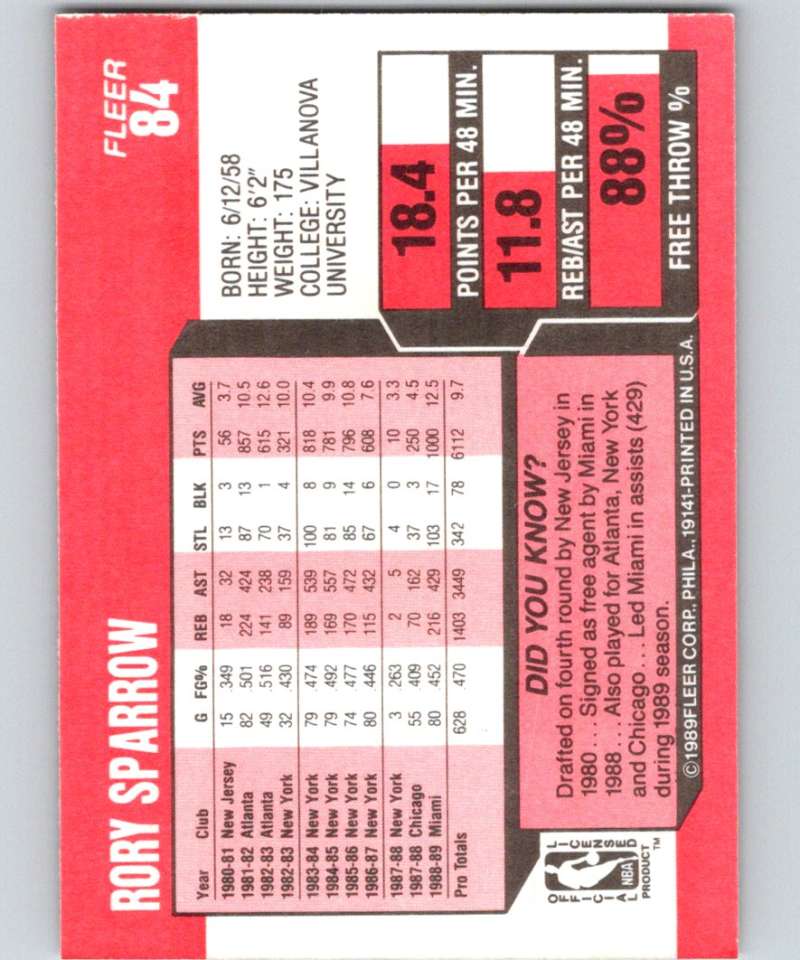 RORY SPARROW
FLEER
84
Year Club G FG% REB AST STL BLK PTS AVG
1980-81 New Jersey 15 .349 18 32 13 3 56 3.7
1981-82 Atlanta 82 .501 224 424 87 13 857 10.5
1982-83 Atlanta 49 .516 141 238 70 1 615 12.6
1982-83 New York 32 .430 89 159 37 4 321 10.0
1983-84 New York 79 .474 189 539 100 8 818 10.4
1984-85 New York 79 .492 169 557 81 9 781 9.9
1985-86 New York 74 .477 170 472 85 14 796 10.8
1986-87 New York 80 .446 115 432 67 6 608 7.6
1987-88 New York 3 .263 2 5 4 0 10 3.3
1987-88 Chicago 55 .409 70 162 37 3 250 4.5
1988-89 Miami 80 .452 216 429 103 17 1000 12.5
Pro Totals 628 .470 1403 3449 342 78 6112 9.7
BORN: 6/12/58
HEIGHT: 6'2"
WEIGHT: 175
COLLEGE: VILLANOVA
UNIVERSITY
18.4
POINTS PER 48 MIN.
11.8
REB/AST PER 48 MIN.
88%
FREE THROW %
DID YOU KNOW?
Drafted on fourth round by New Jersey in
1980 . . . Signed as free agent by Miami in
1988 . . . Also played for Atlanta, New York
and Chicago . . . Led Miami in assists (429)
during 1989 season.
OFFICIAL LICENSED
NBA
PRODUCT™
©1989FLEER CORP., PHILA., 19141-PRINTED IN U.S.A.